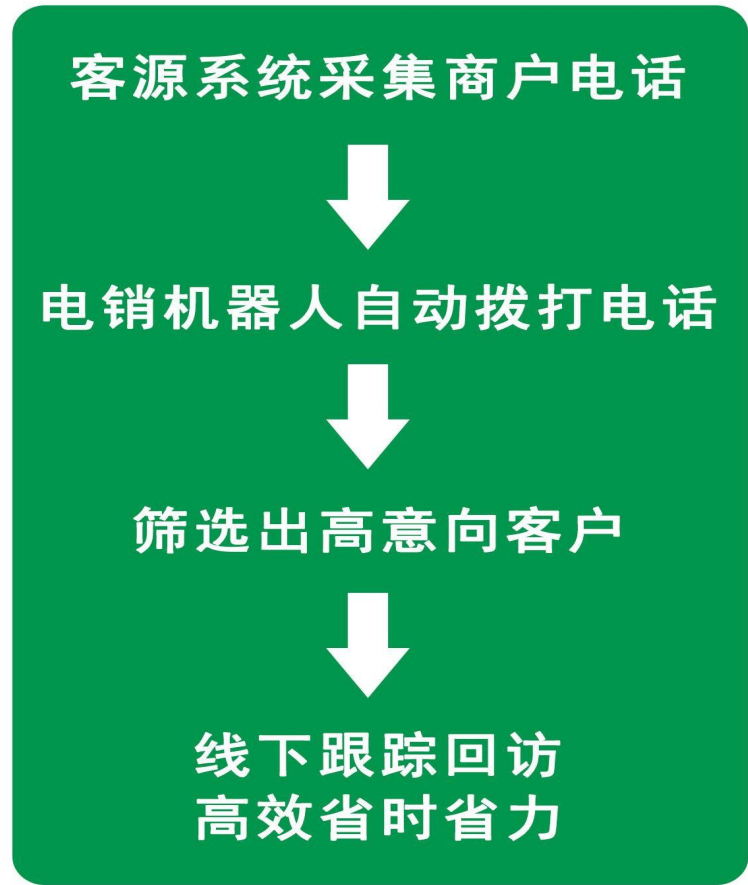 客源系统采集商户电话
电销机器人自动拨打电话
筛选出高意向客户
线下跟踪回访
高效省时省力